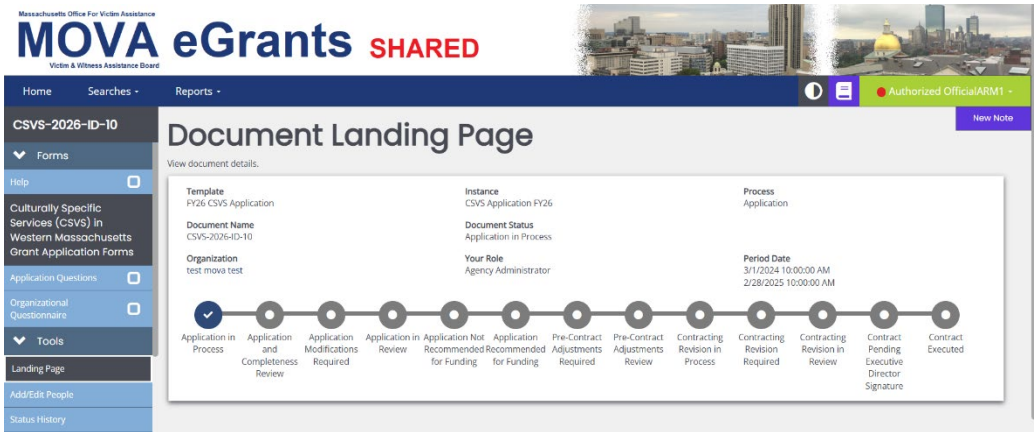 Massachusetts Office For Victim Assistance
MOVA eGrants SHARED
Victim & Witness Assistance Board
Home Searches Reports
Authorized OfficialARM1
CSVS-2026-ID-10
New Note
Forms
Help
Culturally Specific
Services (CSVS) in
Western Massachusetts
Grant Application Forms
Application Questions
Organizational
Questionnaire
Tools
Landing Page
Add/Edit People
Status History
Document Landing Page
View document details.
Template
FY26 CSVS Application
Instance
CSVS Application FY26
Process
Application
Document Name
CSVS-2026-ID-10
Document Status
Application in Process
Organization
test mova test
Your Role
Agency Administrator
Period Date
3/1/2024 10:00:00 AM
2/28/2025 10:00:00 AM
Application in
Process
Application
and
Completeness
Review
Application
Modifications
Required
Application in
Review
Application Not
Recommended
for Funding
Application
Recommended
for Funding
Pre-Contract
Adjustments
Required
Pre-Contract
Adjustments
Review
Contracting
Revision in
Process
Contracting
Revision
Required
Contracting
Revision in
Review
Contract
Pending
Executive
Director
Signature
Contract
Executed